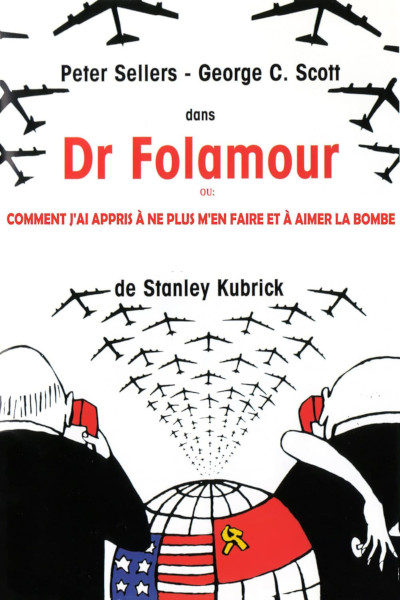 Peter Sellers - George C. Scott
dans
Dr Folamour
OU:
COMMENT J'AI APPRIS À NE PLUS M'EN FAIRE ET À AIMER LA BOMBE
de Stanley Kubrick